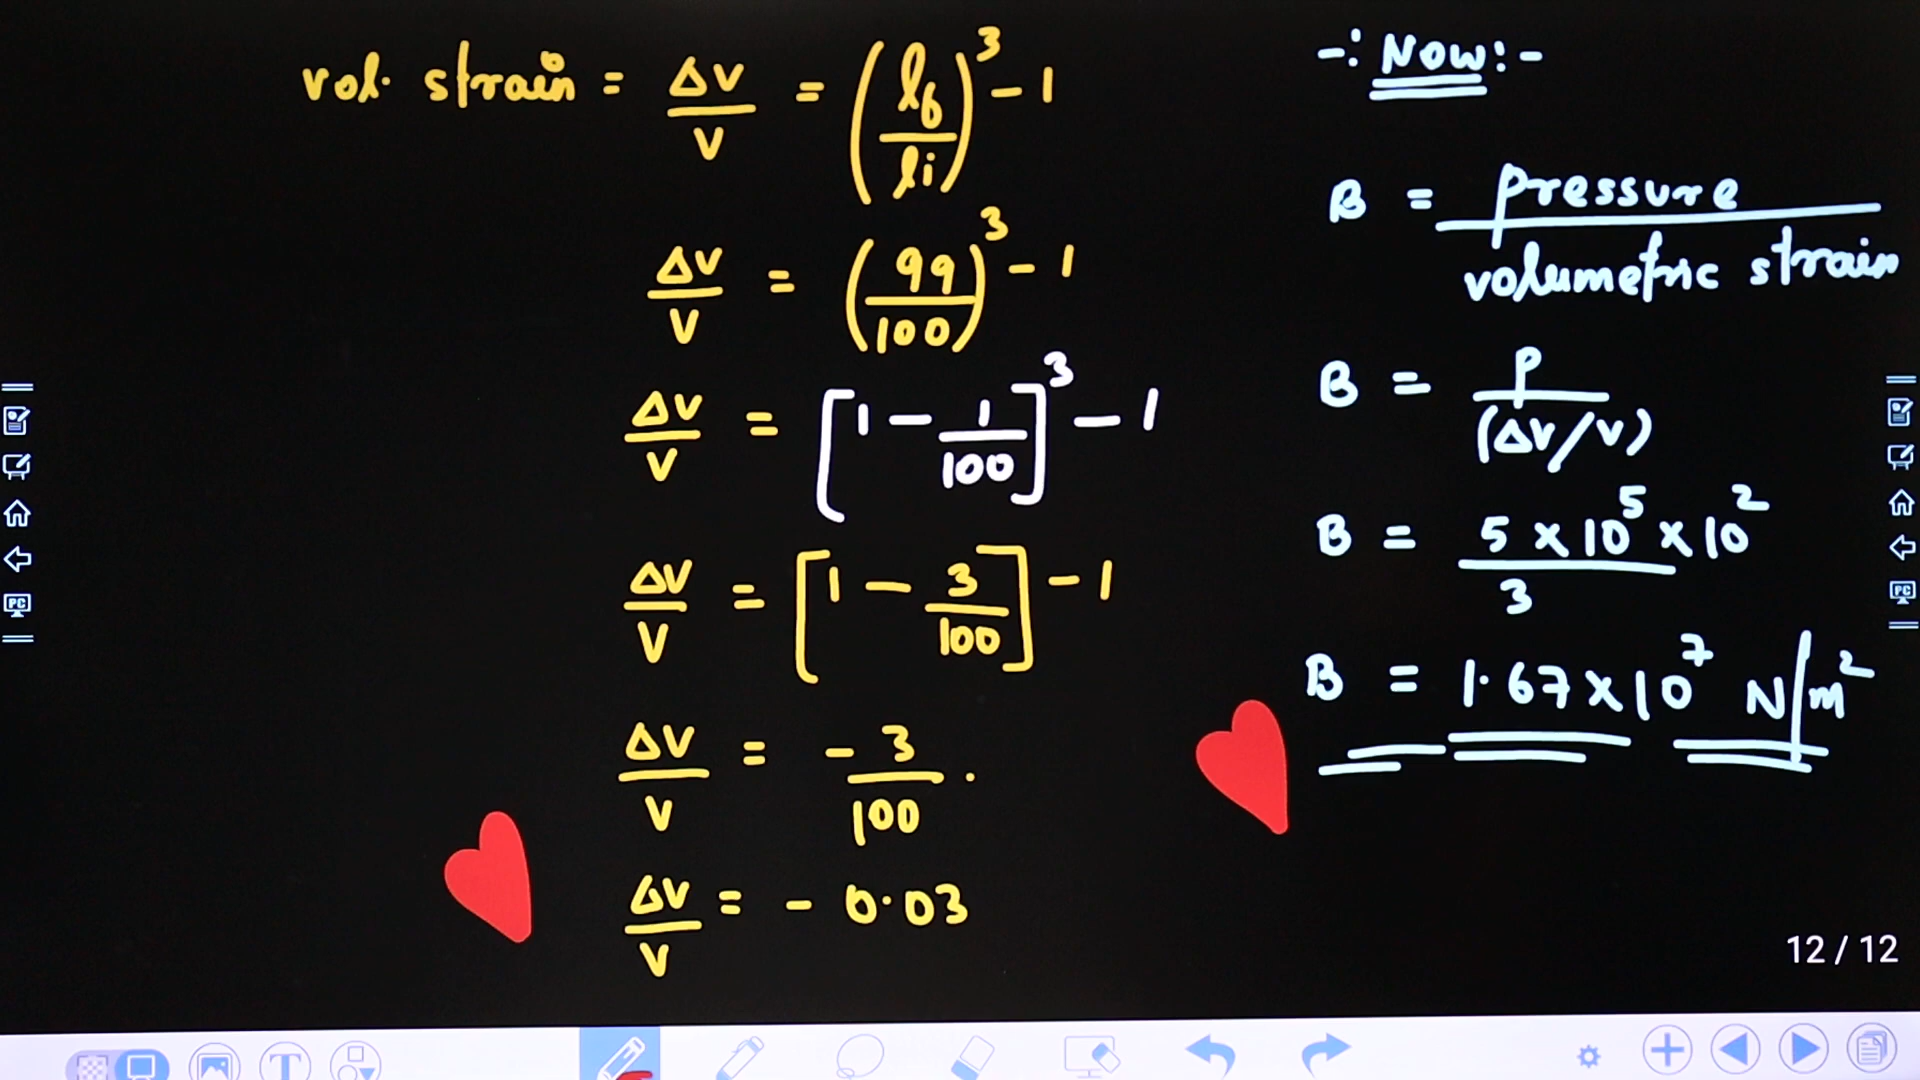 vol. strain = ΔV/V = (lf/li)³ - 1
ΔV/V = (99/100)³ - 1
ΔV/V = [1 - 1/100]³ - 1
ΔV/V = [1 - 3/100] - 1
ΔV/V = - 3/100 .
ΔV/V = - 0.03
-: Now :-
B = pressure / volumetric strain
B = P/(ΔV/V)
B = 5 x 10⁵ x 10² / 3
B = 1.67 x 10⁷ N/m²
12 / 12
PC
PC
T